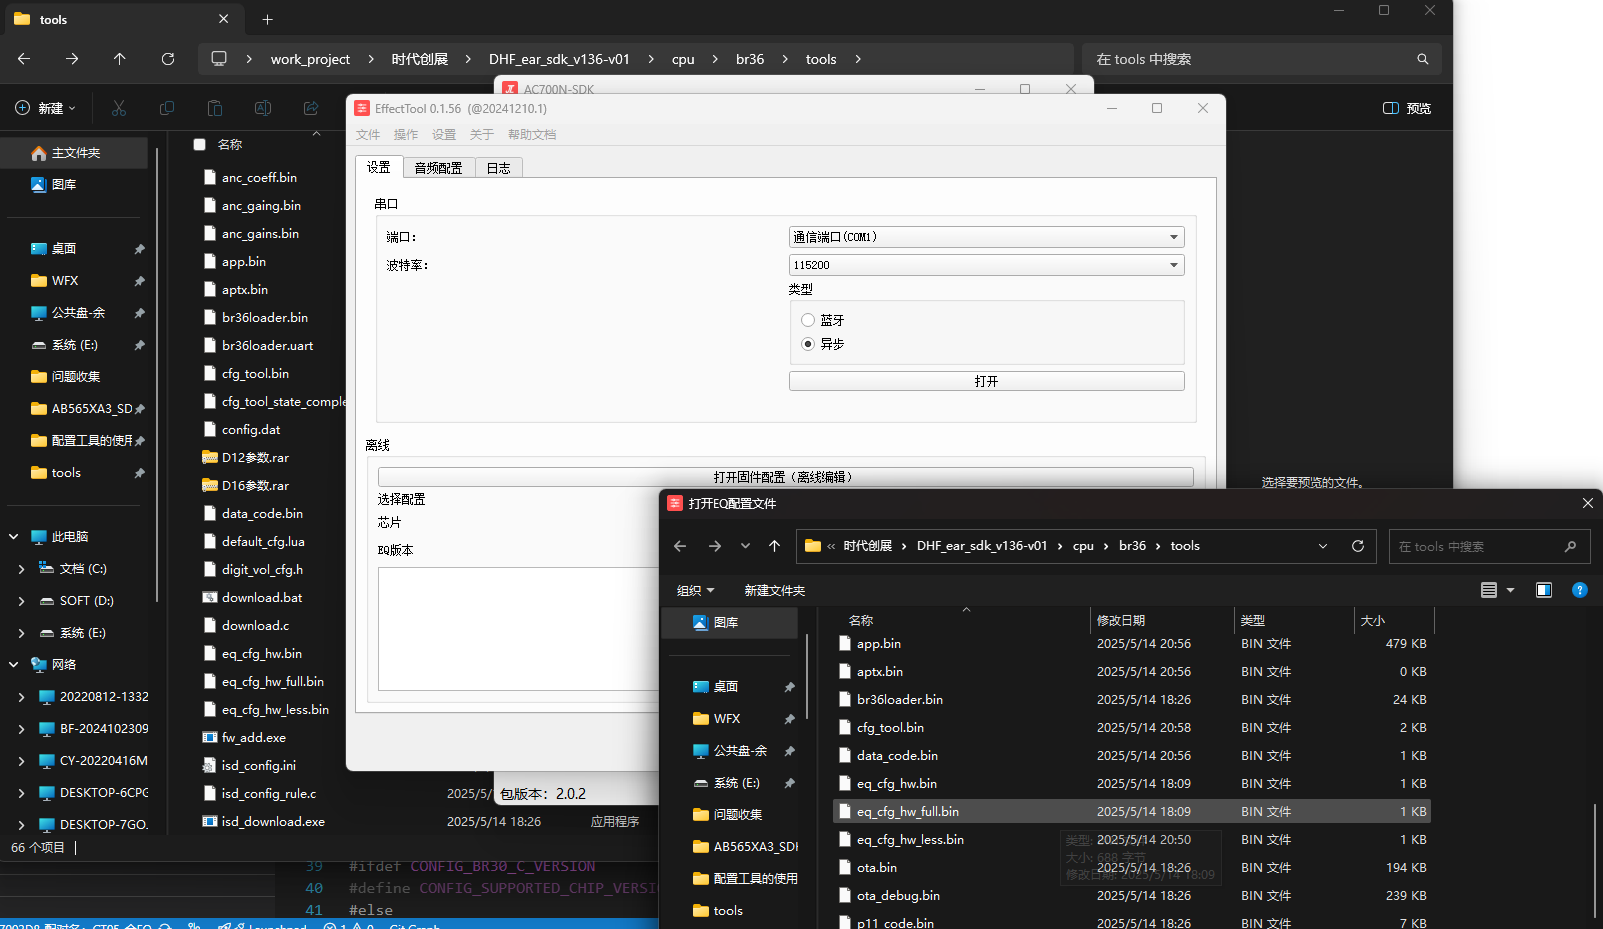 tools
work_project
时代创展
DHF_ear_sdk_v136-v01
cpu
br36
tools
在 tools 中搜索
新建
预览
AC700N-SDK
主文件夹
图库
桌面
WFX
公共盘-余
系统 (E:)
问题收集
AB565XA3_SD
配置工具的使用
tools
此电脑
文档 (C:)
SOFT (D:)
系统 (E:)
网络
20220812-1332
BF-2024102309
CY-20220416M
DESKTOP-6CPG
DESKTOP-7GO.
66 个项目
名称
anc_coeff.bin
anc_gaing.bin
anc_gains.bin
app.bin
aptx.bin
br36loader.bin
br36loader.uart
cfg_tool.bin
cfg_tool_state_comple
config.dat
D12参数.rar
D16参数.rar
data_code.bin
default_cfg.lua
digit_vol_cfg.h
download.bat
download.c
eq_cfg_hw.bin
eq_cfg_hw_full.bin
eq_cfg_hw_less.bin
fw_add.exe
isd_config.ini
isd_config_rule.c
2025/5/
isd_download.exe
2025/5/14 18:26
应用程序
包版本：2.0.2
选择要预览的文件。
EffectTool 0.1.56 (@20241210.1)
文件 操作 设置 关于 帮助文档
设置 音频配置 日志
串口
端口:
通信端口(COM1)
波特率:
115200
类型
蓝牙
异步
打开
离线
打开固件配置（离线编辑）
选择配置
芯片
EQ版本
打开EQ配置文件
« 时代创展 DHF_ear_sdk_v136-v01 cpu br36 tools
在 tools 中搜索
组织
新建文件夹
图库
桌面
WFX
公共盘-余
系统 (E:)
问题收集
AB565XA3_SDI
配置工具的使用
tools
名称 修改日期 类型 大小
app.bin 2025/5/14 20:56 BIN 文件 479 KB
aptx.bin 2025/5/14 20:56 BIN 文件 0 KB
br36loader.bin 2025/5/14 18:26 BIN 文件 24 KB
cfg_tool.bin 2025/5/14 20:58 BIN 文件 2 KB
data_code.bin 2025/5/14 20:56 BIN 文件 1 KB
eq_cfg_hw.bin 2025/5/14 18:09 BIN 文件 1 KB
eq_cfg_hw_full.bin 2025/5/14 18:09 BIN 文件 1 KB
eq_cfg_hw_less.bin 2025/5/14 20:50 BIN 文件 1 KB
ota.bin 2025/5/14 18:26 BIN 文件 194 KB
ota_debug.bin 2025/5/14 18:26 BIN 文件 239 KB
p11_code.bin 2025/5/14 18:26 BIN 文件 7 KB
类型:
大小: 688 字节
修改日期: 2025/5/14 18:09
39 #ifdef CONFIG_BR30_C_VERSION
40 #define CONFIG_SUPPORTED_CHIP_VERSI
41 #else
Git Graph